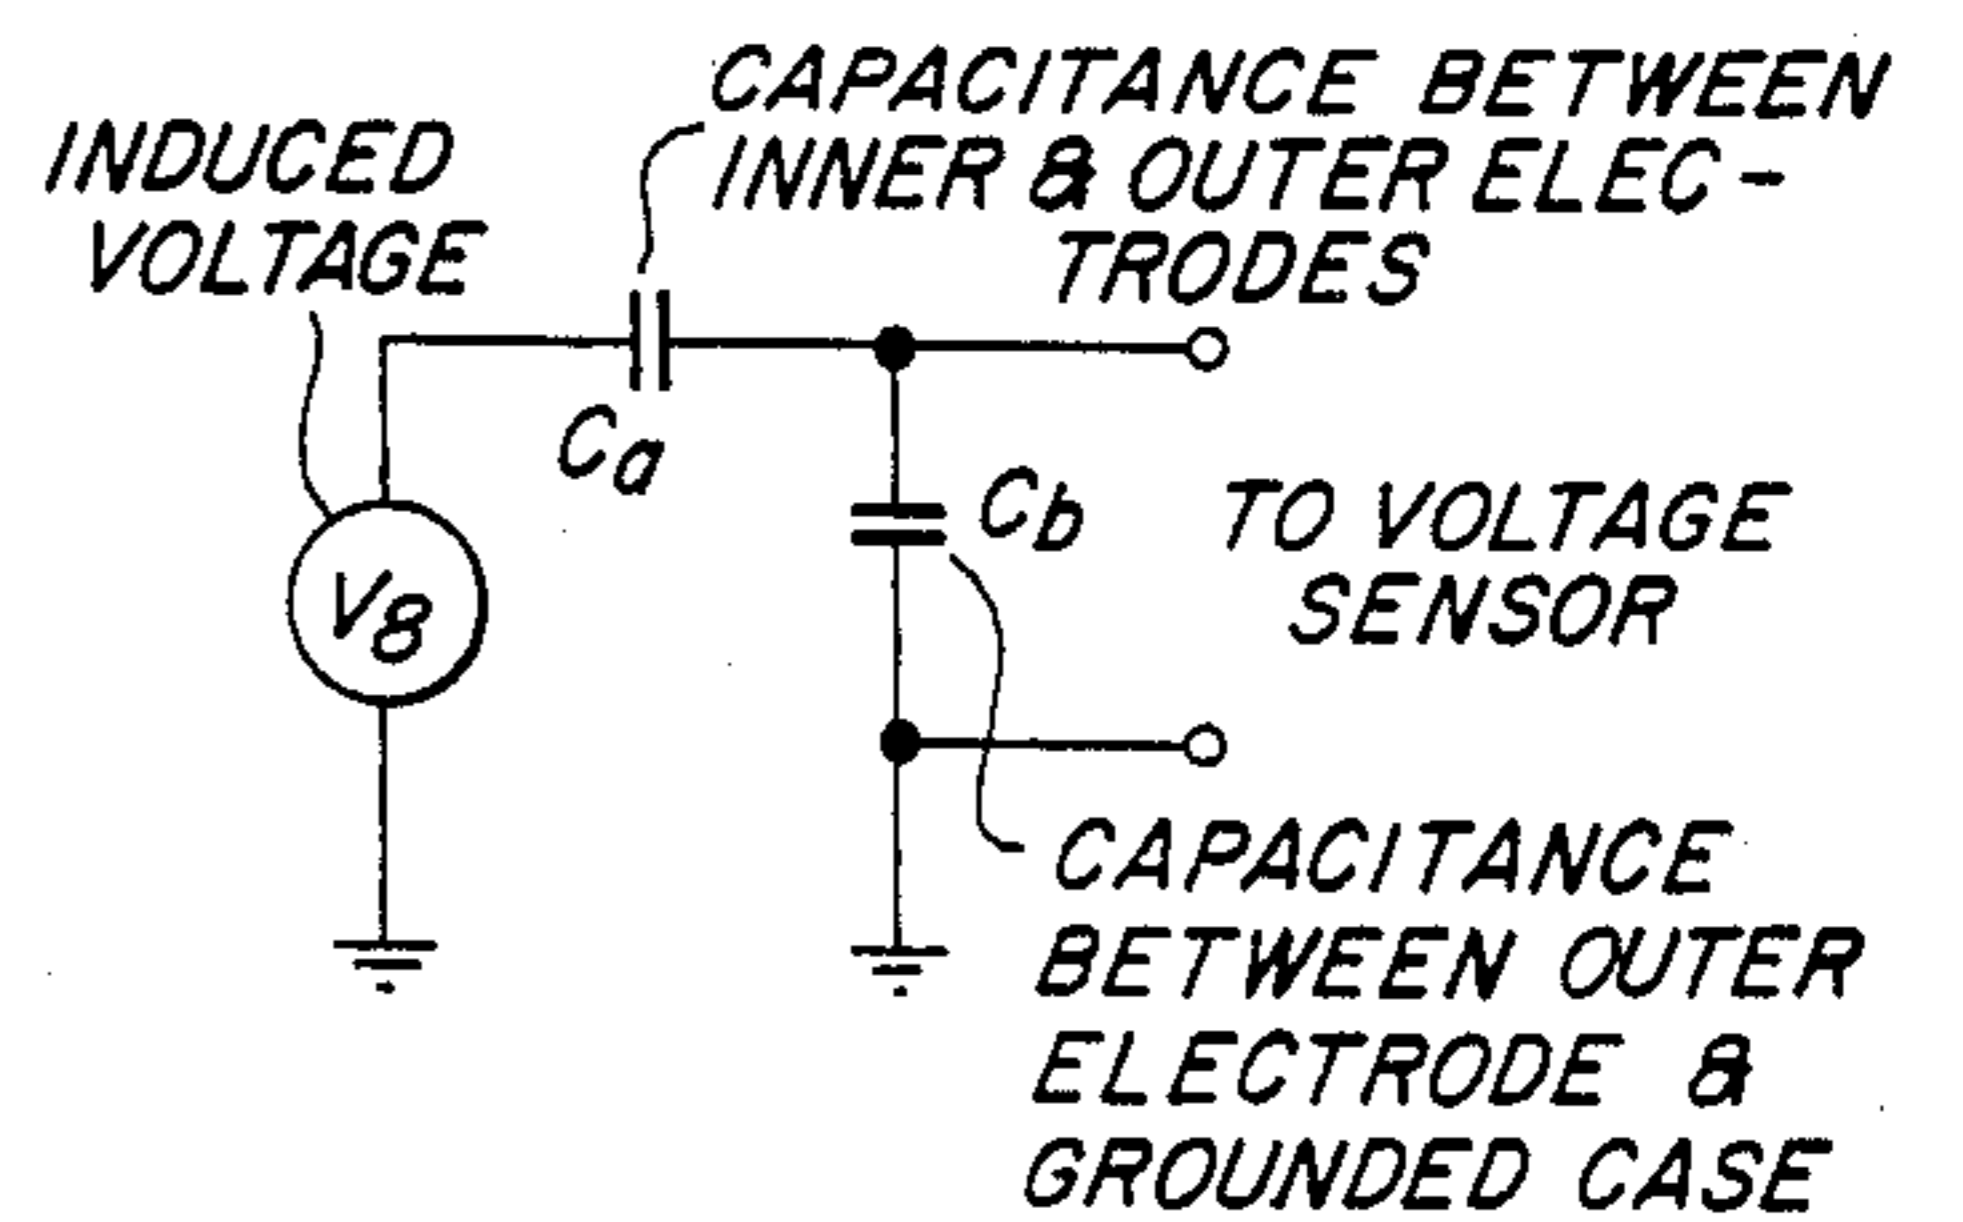 CAPACITANCE BETWEEN
INNER & OUTER ELEC-
TRODES
INDUCED
VOLTAGE
Ca
Cb
V8
TO VOLTAGE
SENSOR
CAPACITANCE
BETWEEN OUTER
ELECTRODE &
GROUNDED CASE